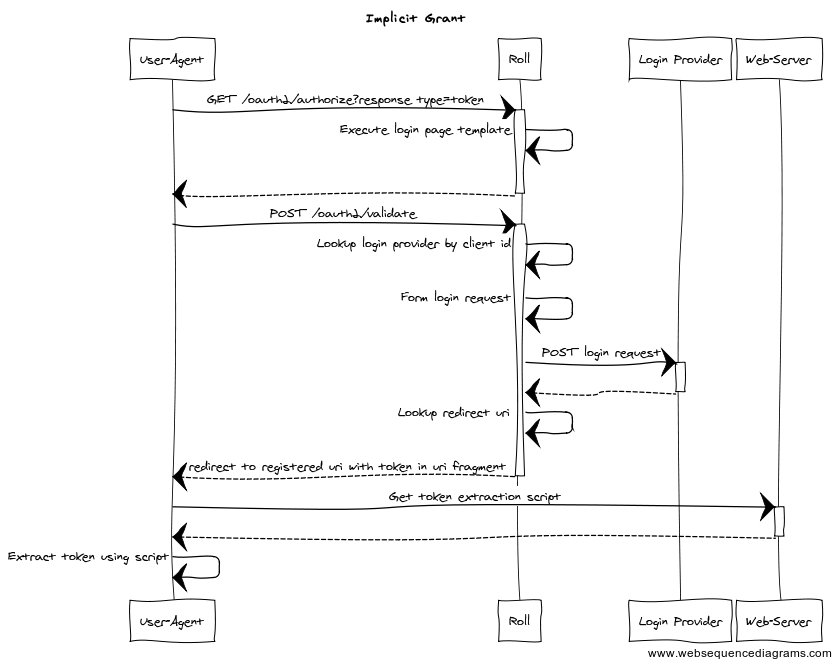 Implicit Grant
User-Agent
Roll
Login Provider
Web-Server
GET /oauth2/authorize?response_type=token
Execute login page template
POST /oauth2/validate
Lookup login provider by client id
Form login request
POST login request
Lookup redirect uri
redirect to registered uri with token in uri fragment
Get token extraction script
Extract token using script
User-Agent
Roll
Login Provider
Web-Server
www.websequencediagrams.com